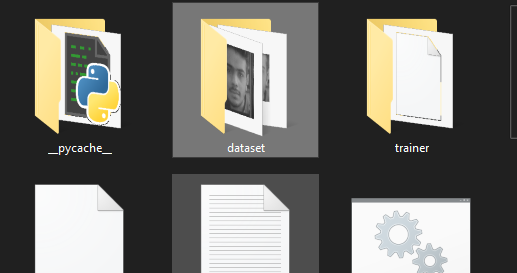 __pycache__
dataset
trainer